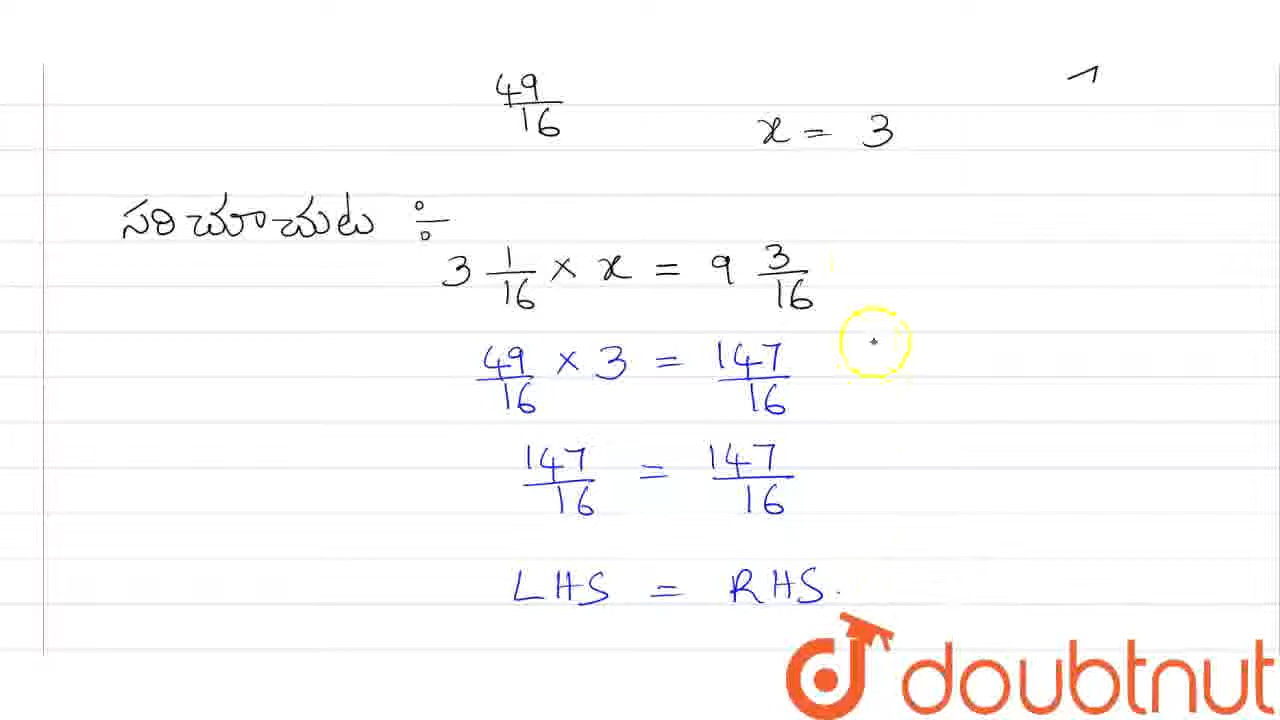 49/16
x = 3
సరిచూచుట ÷
3 1/16 × x = 9 3/16
49/16 × 3 = 147/16
147/16 = 147/16
LHS = RHS.
doubtnut